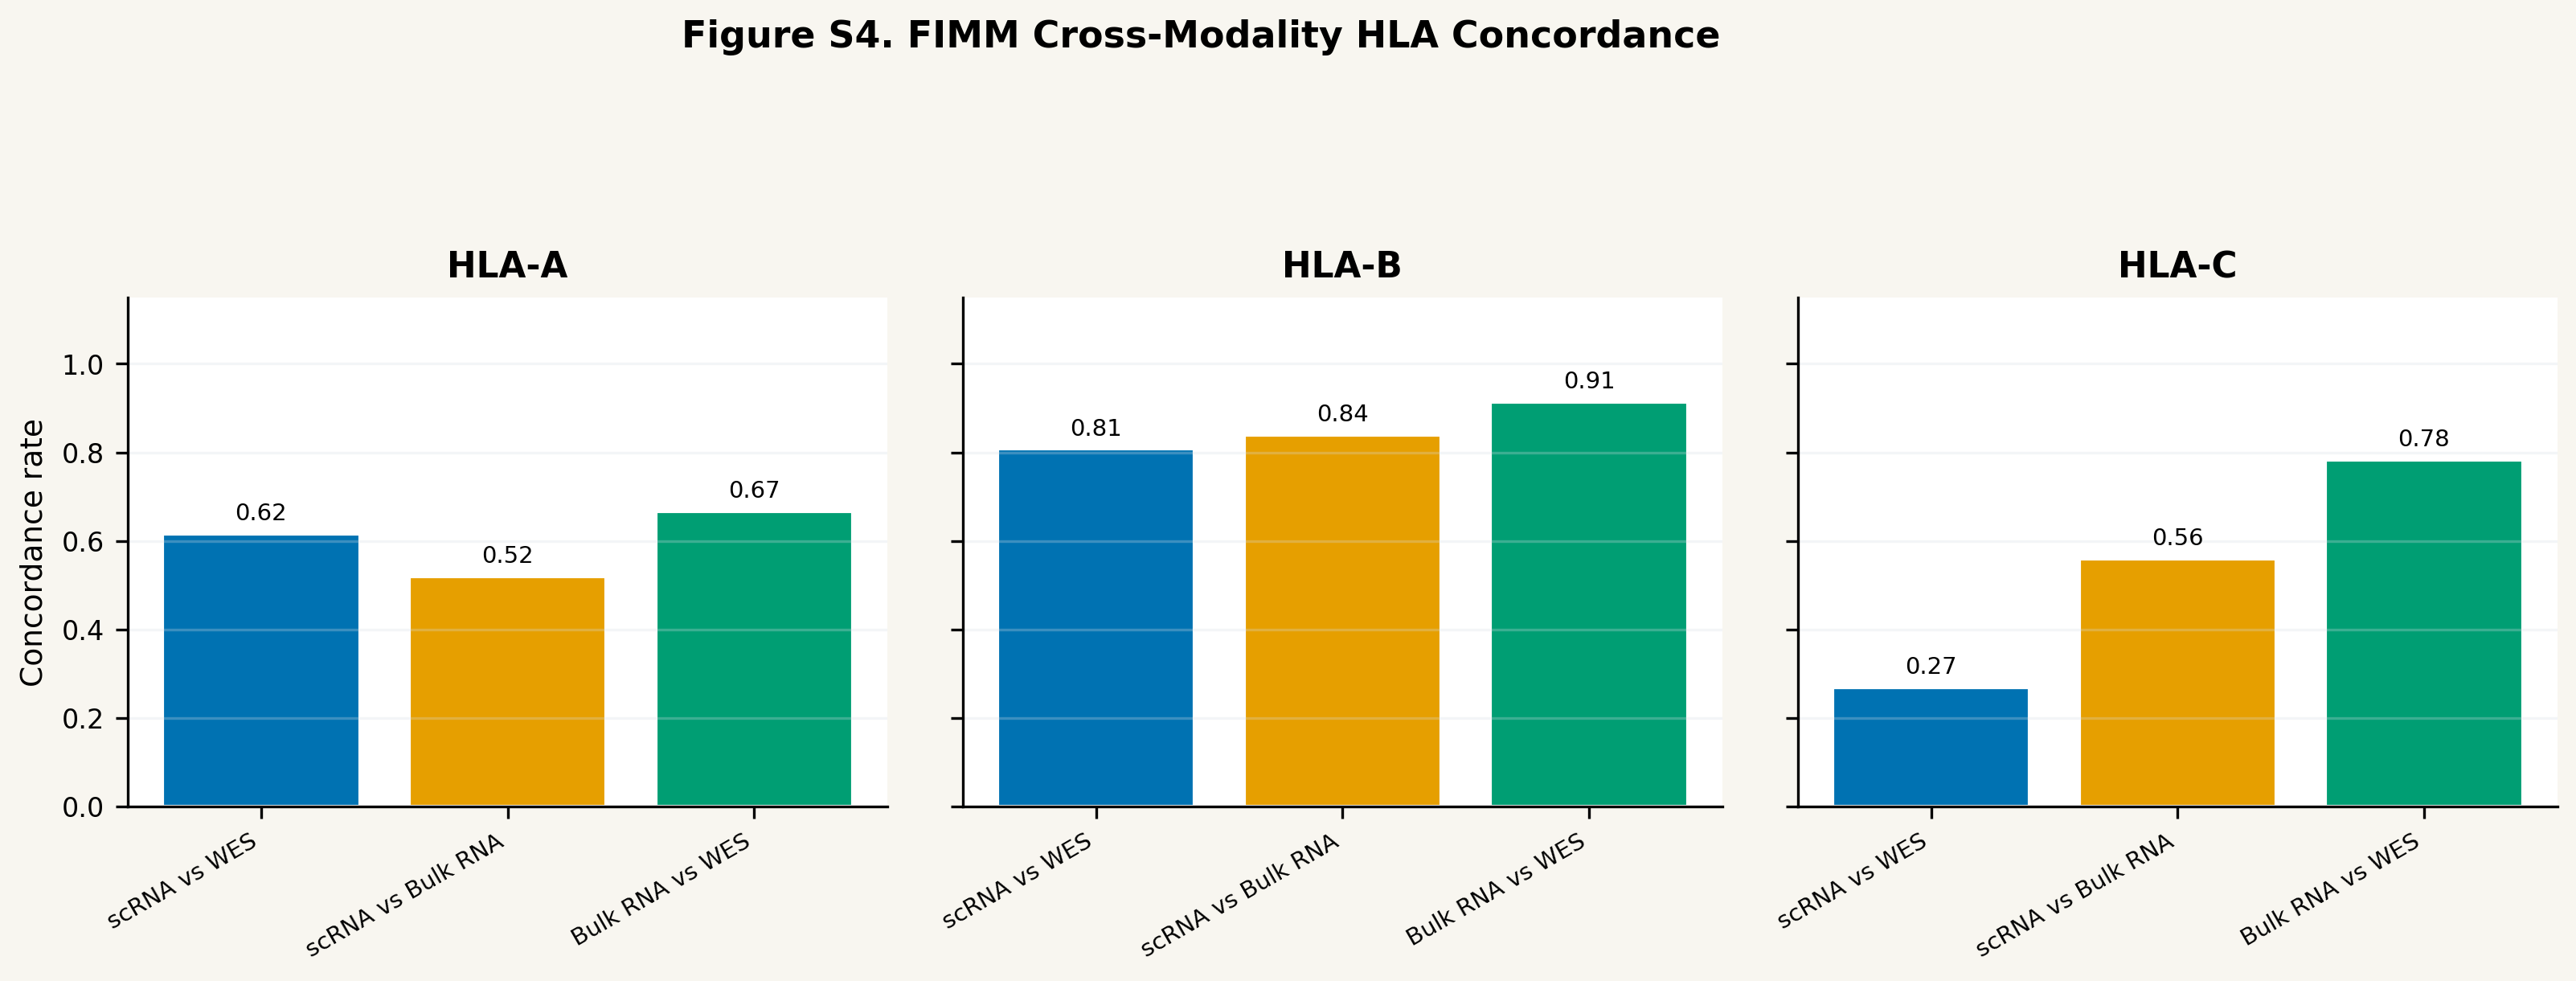 Figure S4. FIMM Cross-Modality HLA Concordance
HLA-A
HLA-B
HLA-C
Concordance rate
1.0
0.8
0.6
0.4
0.2
0.0
0.62
0.52
0.67
0.81
0.84
0.91
0.27
0.56
0.78
scRNA vs WES
scRNA vs Bulk RNA
Bulk RNA vs WES
scRNA vs WES
scRNA vs Bulk RNA
Bulk RNA vs WES
scRNA vs WES
scRNA vs Bulk RNA
Bulk RNA vs WES